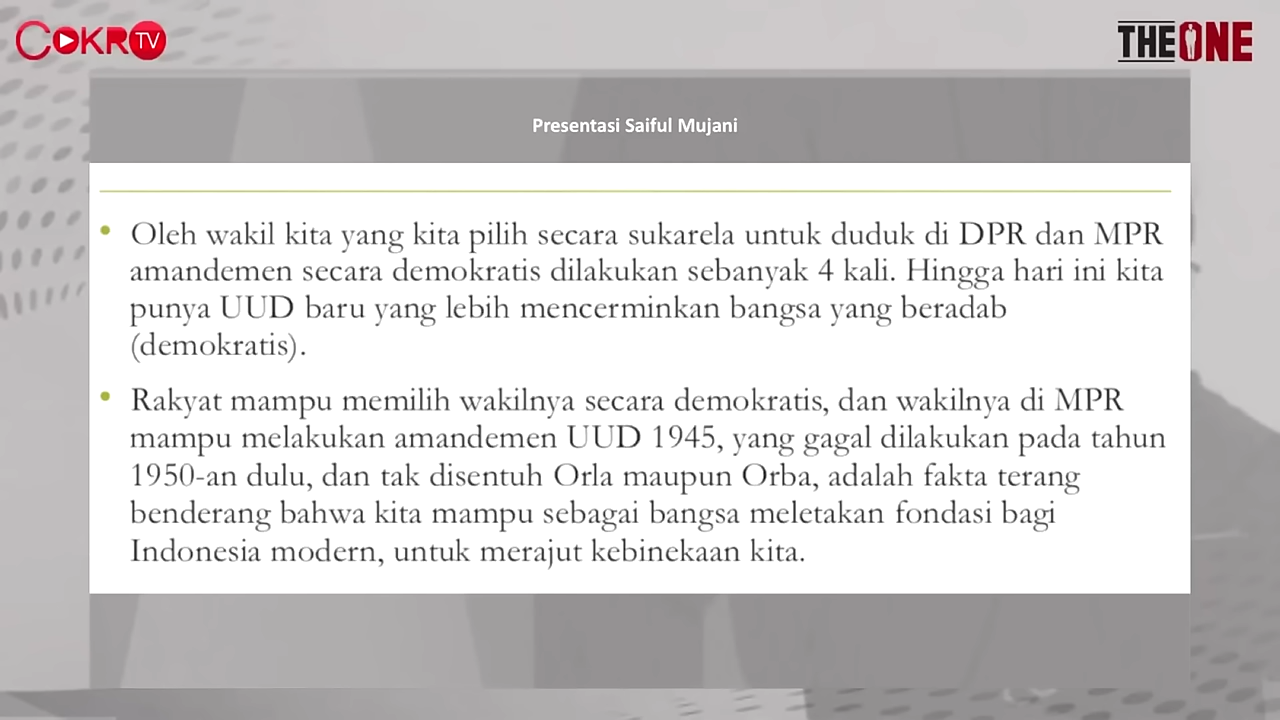 COKRO TV
THE ONE
Presentasi Saiful Mujani
• Oleh wakil kita yang kita pilih secara sukarela untuk duduk di DPR dan MPR
amandemen secara demokratis dilakukan sebanyak 4 kali. Hingga hari ini kita
punya UUD baru yang lebih mencerminkan bangsa yang beradab
(demokratis).
• Rakyat mampu memilih wakilnya secara demokratis, dan wakilnya di MPR
mampu melakukan amandemen UUD 1945, yang gagal dilakukan pada tahun
1950-an dulu, dan tak disentuh Orla maupun Orba, adalah fakta terang
benderang bahwa kita mampu sebagai bangsa meletakan fondasi bagi
Indonesia modern, untuk merajut kebinekaan kita.